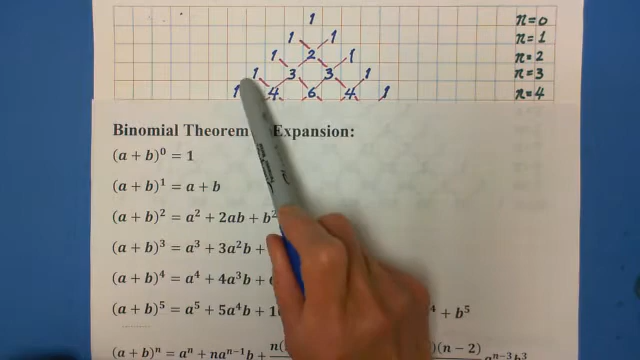 1 n=0
1 1 n=1
1 2 1 n=2
1 3 3 1 n=3
1 4 6 4 1 n=4
Binomial Theorem Expansion:
(a + b)⁰ = 1
(a + b)¹ = a + b
(a + b)² = a² + 2ab + b²
(a + b)³ = a³ + 3a²b +
(a + b)⁴ = a⁴ + 4a³b +
(a + b)⁵ = a⁵ + 5a⁴b + 1 ⁴ + b⁵
(a + b)ⁿ = aⁿ + naⁿ⁻¹b + n( )(n − 2) aⁿ⁻³b³